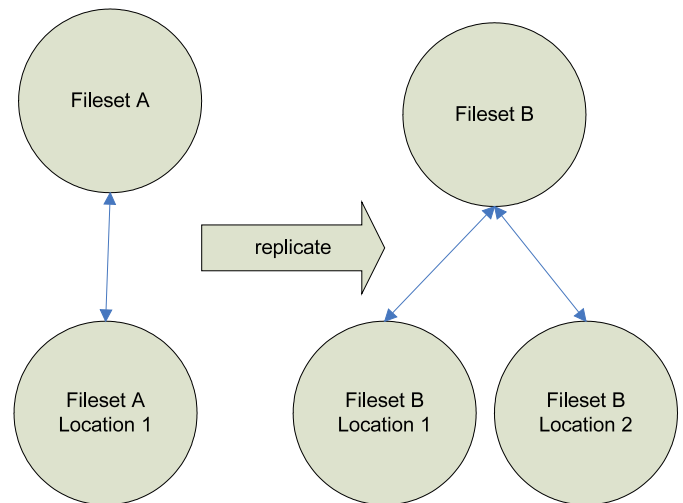 Fileset A
Fileset B
replicate
Fileset A
Location 1
Fileset B
Location 1
Fileset B
Location 2